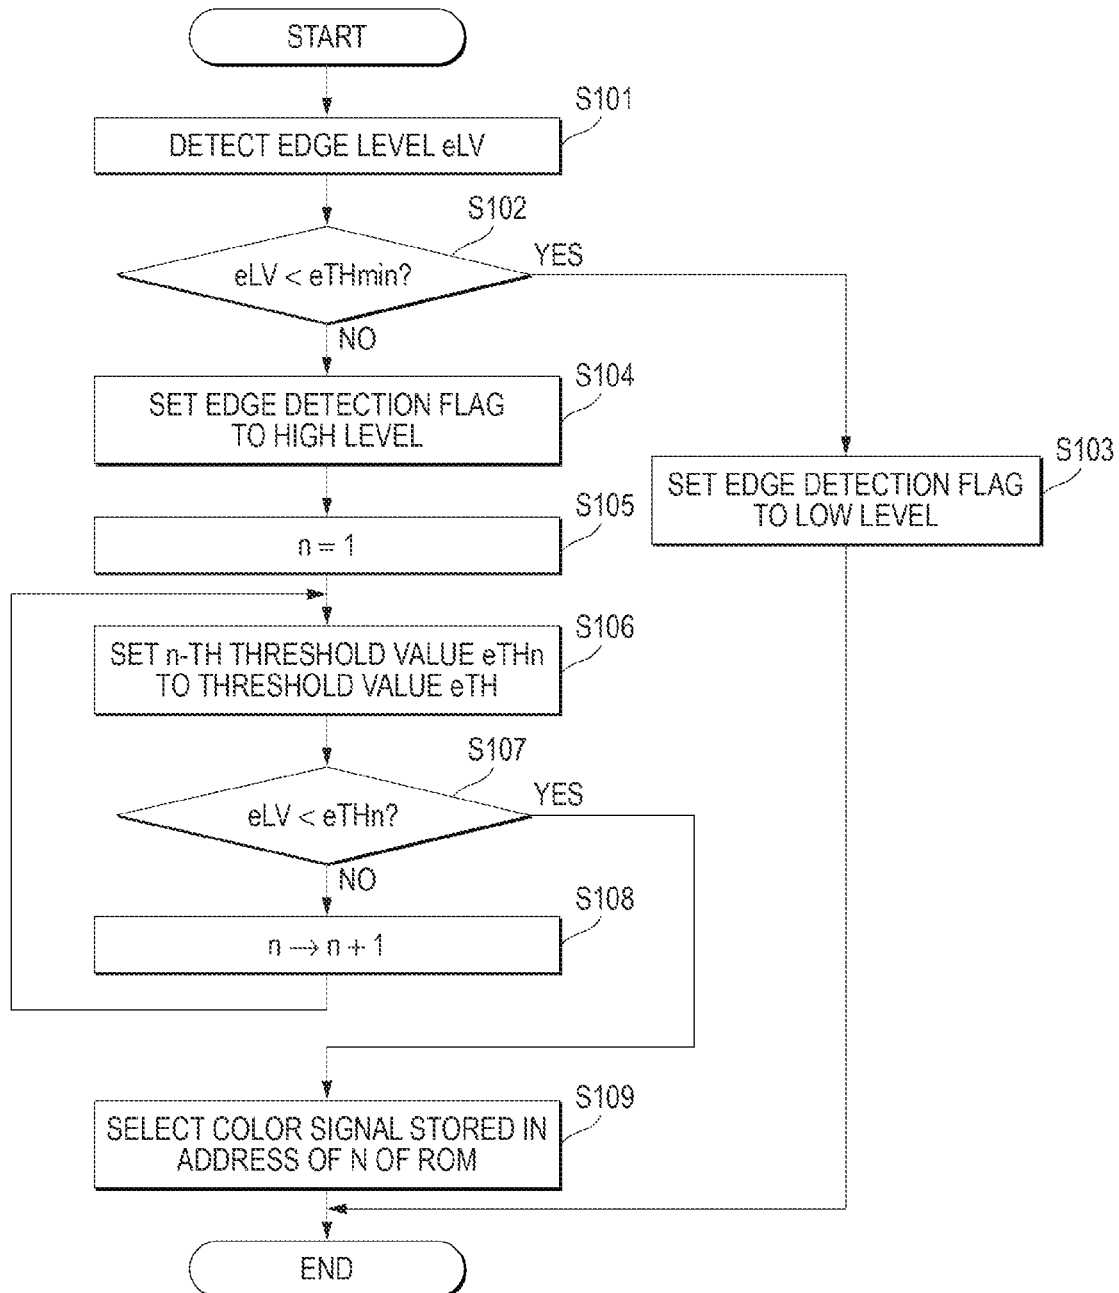 START
S101
DETECT EDGE LEVEL eLV
S102
eLV < eTHmin?
YES
NO
S104
SET EDGE DETECTION FLAG
TO HIGH LEVEL
S103
SET EDGE DETECTION FLAG
TO LOW LEVEL
S105
n = 1
S106
SET n-TH THRESHOLD VALUE eTHn
TO THRESHOLD VALUE eTH
S107
eLV < eTHn?
YES
NO
S108
n → n + 1
S109
SELECT COLOR SIGNAL STORED IN
ADDRESS OF N OF ROM
END